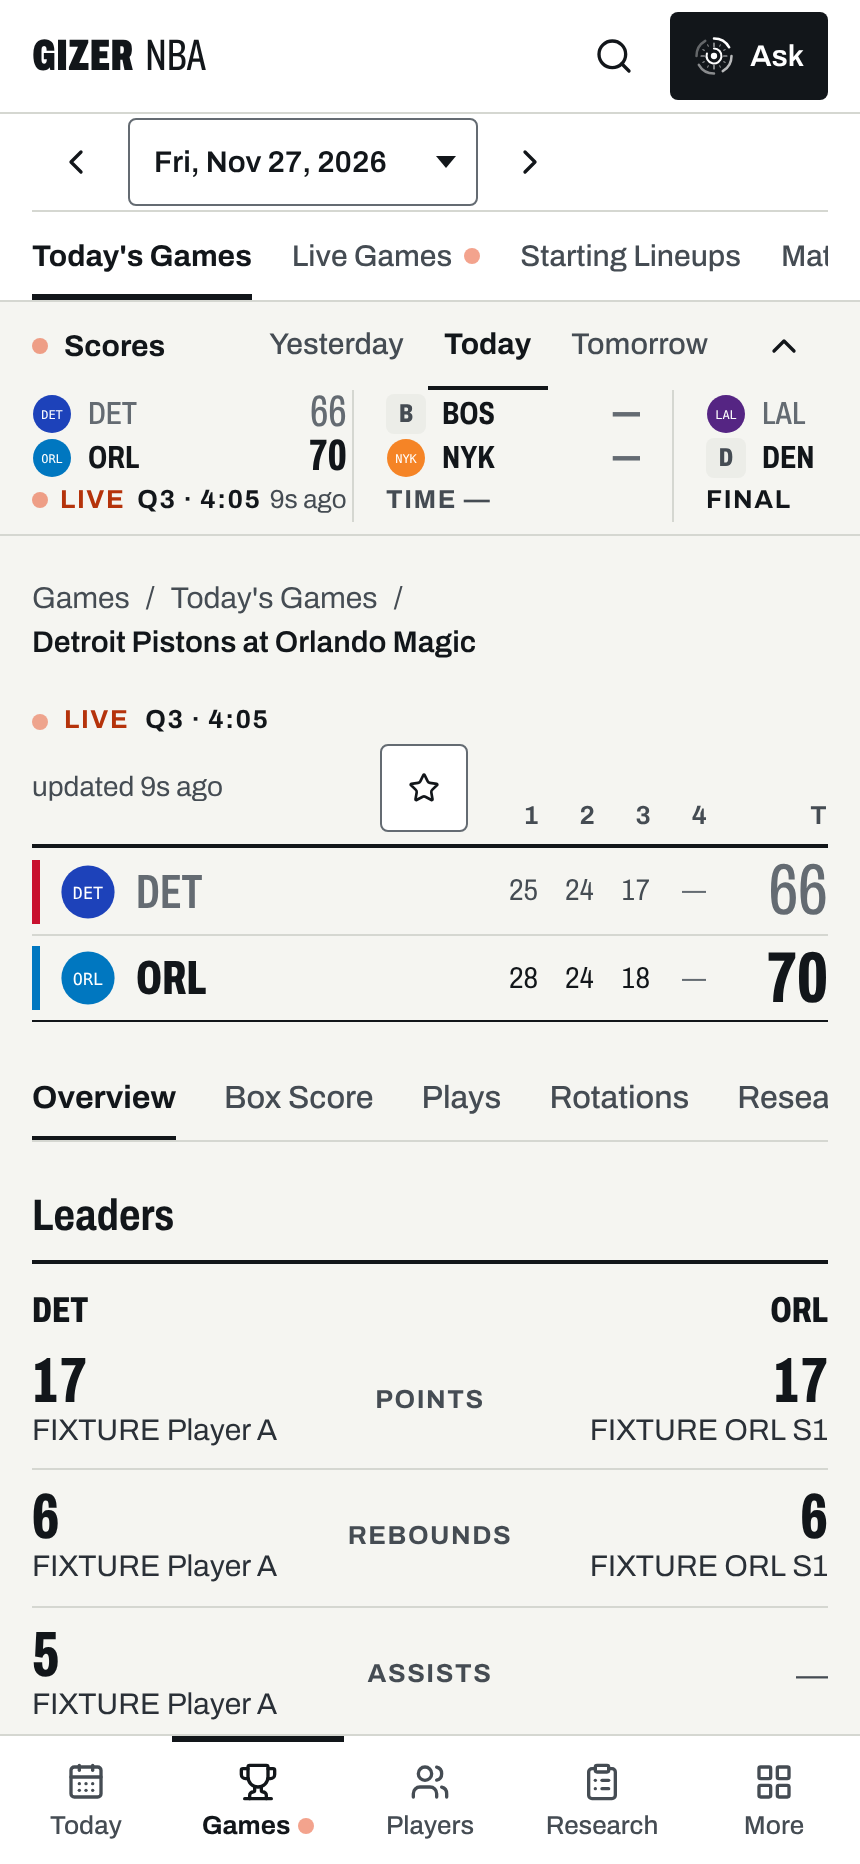 GIZER NBA
Ask
Fri, Nov 27, 2026
Today's Games Live Games Starting Lineups Mat
Scores Yesterday Today Tomorrow
DET DET 66
ORL ORL 70
LIVE Q3 · 4:05 9s ago
B BOS —
NYK NYK —
TIME —
LAL LAL
D DEN
FINAL
Games / Today's Games /
Detroit Pistons at Orlando Magic
LIVE Q3 · 4:05
updated 9s ago
1 2 3 4 T
DET DET 25 24 17 — 66
ORL ORL 28 24 18 — 70
Overview Box Score Plays Rotations Resea
Leaders
DET ORL
17 POINTS 17
FIXTURE Player A FIXTURE ORL S1
6 REBOUNDS 6
FIXTURE Player A FIXTURE ORL S1
5 ASSISTS —
FIXTURE Player A
Today Games Players Research More